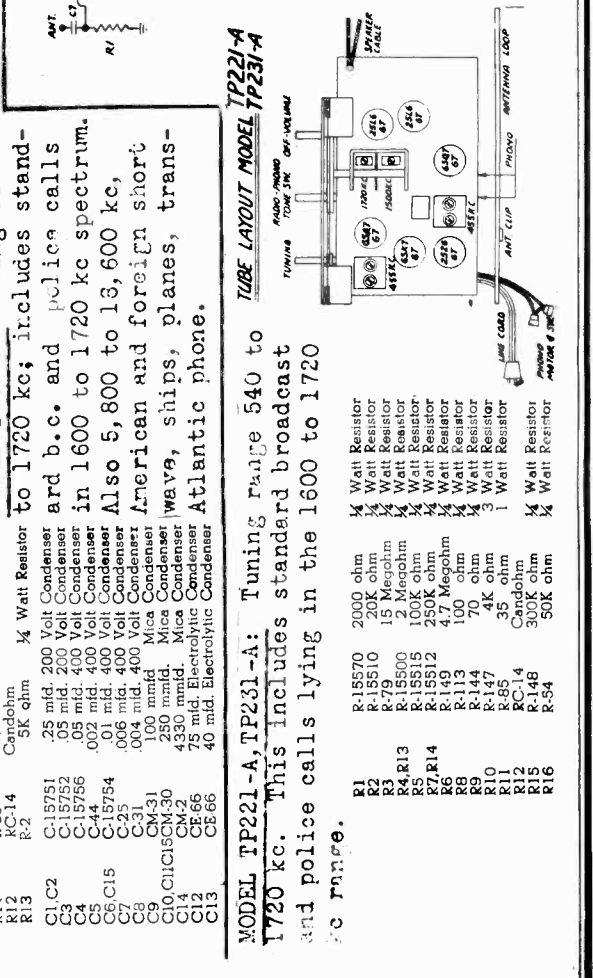 R12 RC-14 Candohm
R13 R-2 5K ohm ¼ Watt Resistor
C1,C2 C-15751 .25 mfd. 200 Volt Condenser
C3 C-15752 .05 mfd. 200 Volt Condenser
C4 C-15756 .05 mfd. 400 Volt Condenser
C5 C-44 .002 mfd. 400 Volt Condenser
C6,C15 C-15754 .01 mfd. 400 Volt Condenser
C7 C-25 .006 mfd. 400 Volt Condenser
C8 C-31 .004 mfd. 400 Volt Condenser
C9 CM-31 100 mmfd Mica Condenser
C10,C11C15 CM-30 250 mmfd. Mica Condenser
C14 CM-2 4330 mmfd. Mica Condenser
C12 CE-66 75 mfd. Electrolytic Condenser
C13 CE-66 40 mfd. Electrolytic Condenser
to 1720 kc; includes stand-
ard b.c. and police calls
in 1600 to 1720 kc spectrum.
Also 5,800 to 13,600 kc,
American and foreign short
wave, ships, planes, trans-
Atlantic phone.
ANT.
C7
R1
MODEL TP221-A,TP231-A: Tuning range 540 to
1720 kc. This includes standard broadcast
and police calls lying in the 1600 to 1720
kc range.
R1 R-15570 2000 ohm ¼ Watt Resistor
R2 R-15510 20K ohm ¼ Watt Resistor
R3 R-79 15 Megohm ¼ Watt Resistor
R4,R13 R-15500 2 Megohm ¼ Watt Resistor
R5 R-15515 100K ohm ¼ Watt Resistor
R7,R14 R-15512 250K ohm ¼ Watt Resistor
R6 R-149 4.7 Megohm ¼ Watt Resistor
R8 R-113 100 ohm ¼ Watt Resistor
R9 R-144 70 ohm ¼ Watt Resistor
R10 R-147 4K ohm 3 Watt Resistor
R11 R-85 35 ohm 1 Watt Resistor
R12 RC-14 Candohm
R15 R-148 300K ohm ¼ Watt Resistor
R16 R-54 50K ohm ¼ Watt Resistor
TUBE LAYOUT MODEL TP221-A
TP231-A
TUNING
RADIO-PHONO
TONE SW.
OFF-VOLUME
SPEAKER
CABLE
1720KC
1500KC
25L6
GT
25L6
GT
455KC
25Z6
GT
6SQ7
GT
455KC
LINE CORD
ANT CLIP
PHONO
ANTENNA LOOP
PHONO
MOTOR & SW.